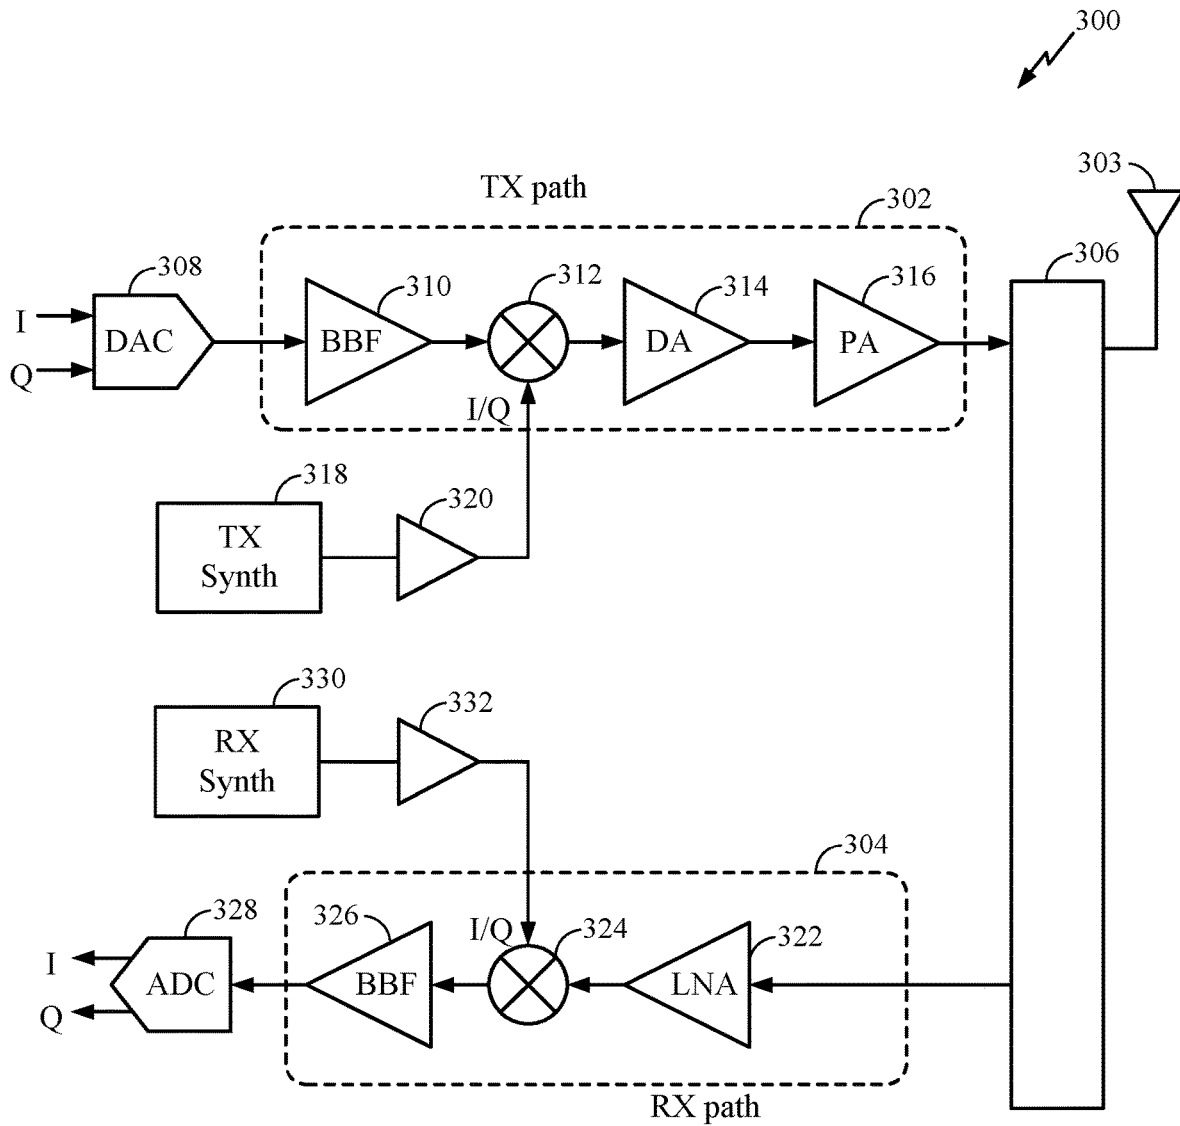 300
303
TX path
302
308
310
312
314
316
306
I
DAC
BBF
DA
PA
Q
I/Q
318
320
TX
Synth
330
332
RX
Synth
304
328
326
I/Q
324
322
I
ADC
BBF
LNA
Q
RX path